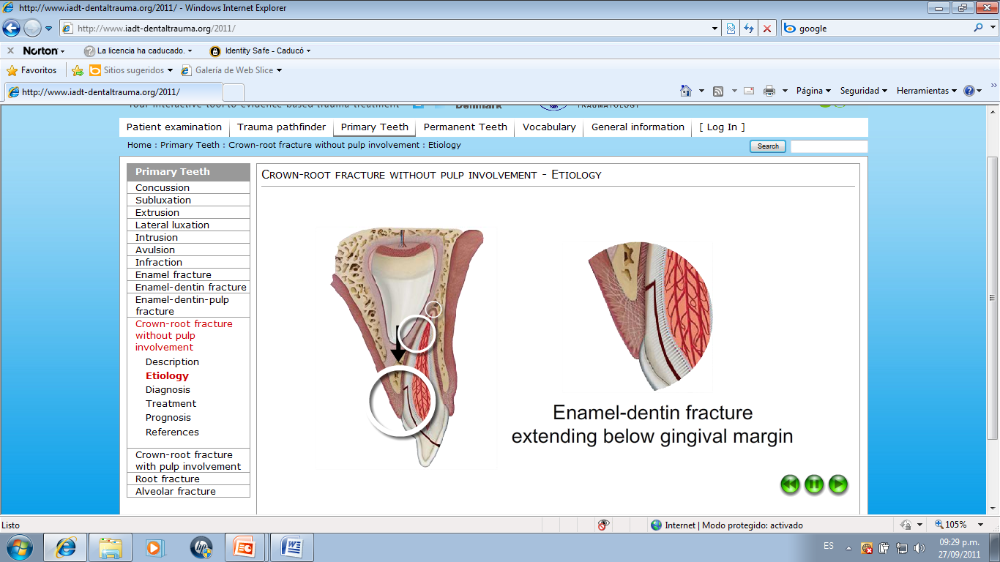 http://www.iadt-dentaltrauma.org/2011/ - Windows Internet Explorer
http://www.iadt-dentaltrauma.org/2011/
google
x Norton
La licencia ha caducado.
Identity Safe - Caducó
Favoritos
Sitios sugeridos
Galería de Web Slice
http://www.iadt-dentaltrauma.org/2011/
Página
Seguridad
Herramientas
Your interactive tool to evidence based trauma treatment
Denmark
TRAUMATOLOGY
Patient examination
Trauma pathfinder
Primary Teeth
Permanent Teeth
Vocabulary
General information
[ Log In ]
Home : Primary Teeth : Crown-root fracture without pulp involvement : Etiology
Search
Primary Teeth
Concussion
Subluxation
Extrusion
Lateral luxation
Intrusion
Avulsion
Infraction
Enamel fracture
Enamel-dentin fracture
Enamel-dentin-pulp
fracture
Crown-root fracture
without pulp
involvement
Description
Etiology
Diagnosis
Treatment
Prognosis
References
Crown-root fracture
with pulp involvement
Root fracture
Alveolar fracture
Crown-root fracture without pulp involvement - Etiology
Enamel-dentin fracture
extending below gingival margin
Listo
Internet | Modo protegido: activado
105%
ES
09:29 p.m.
27/09/2011